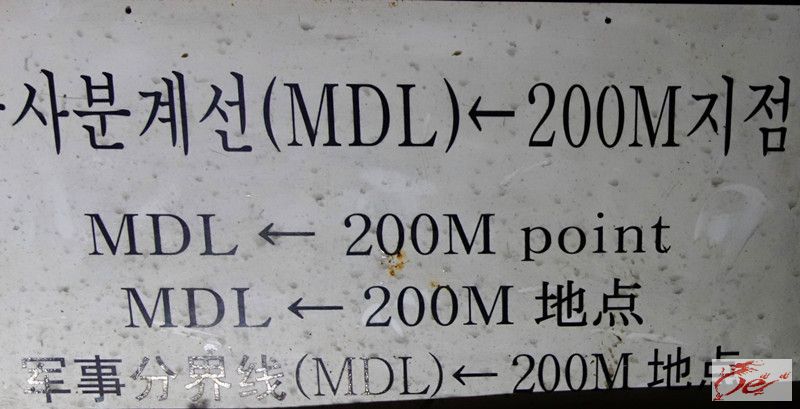 사분계선(MDL)←200M지점
MDL ← 200M point
MDL ← 200M 地点
军事分界线(MDL)← 200M 地点